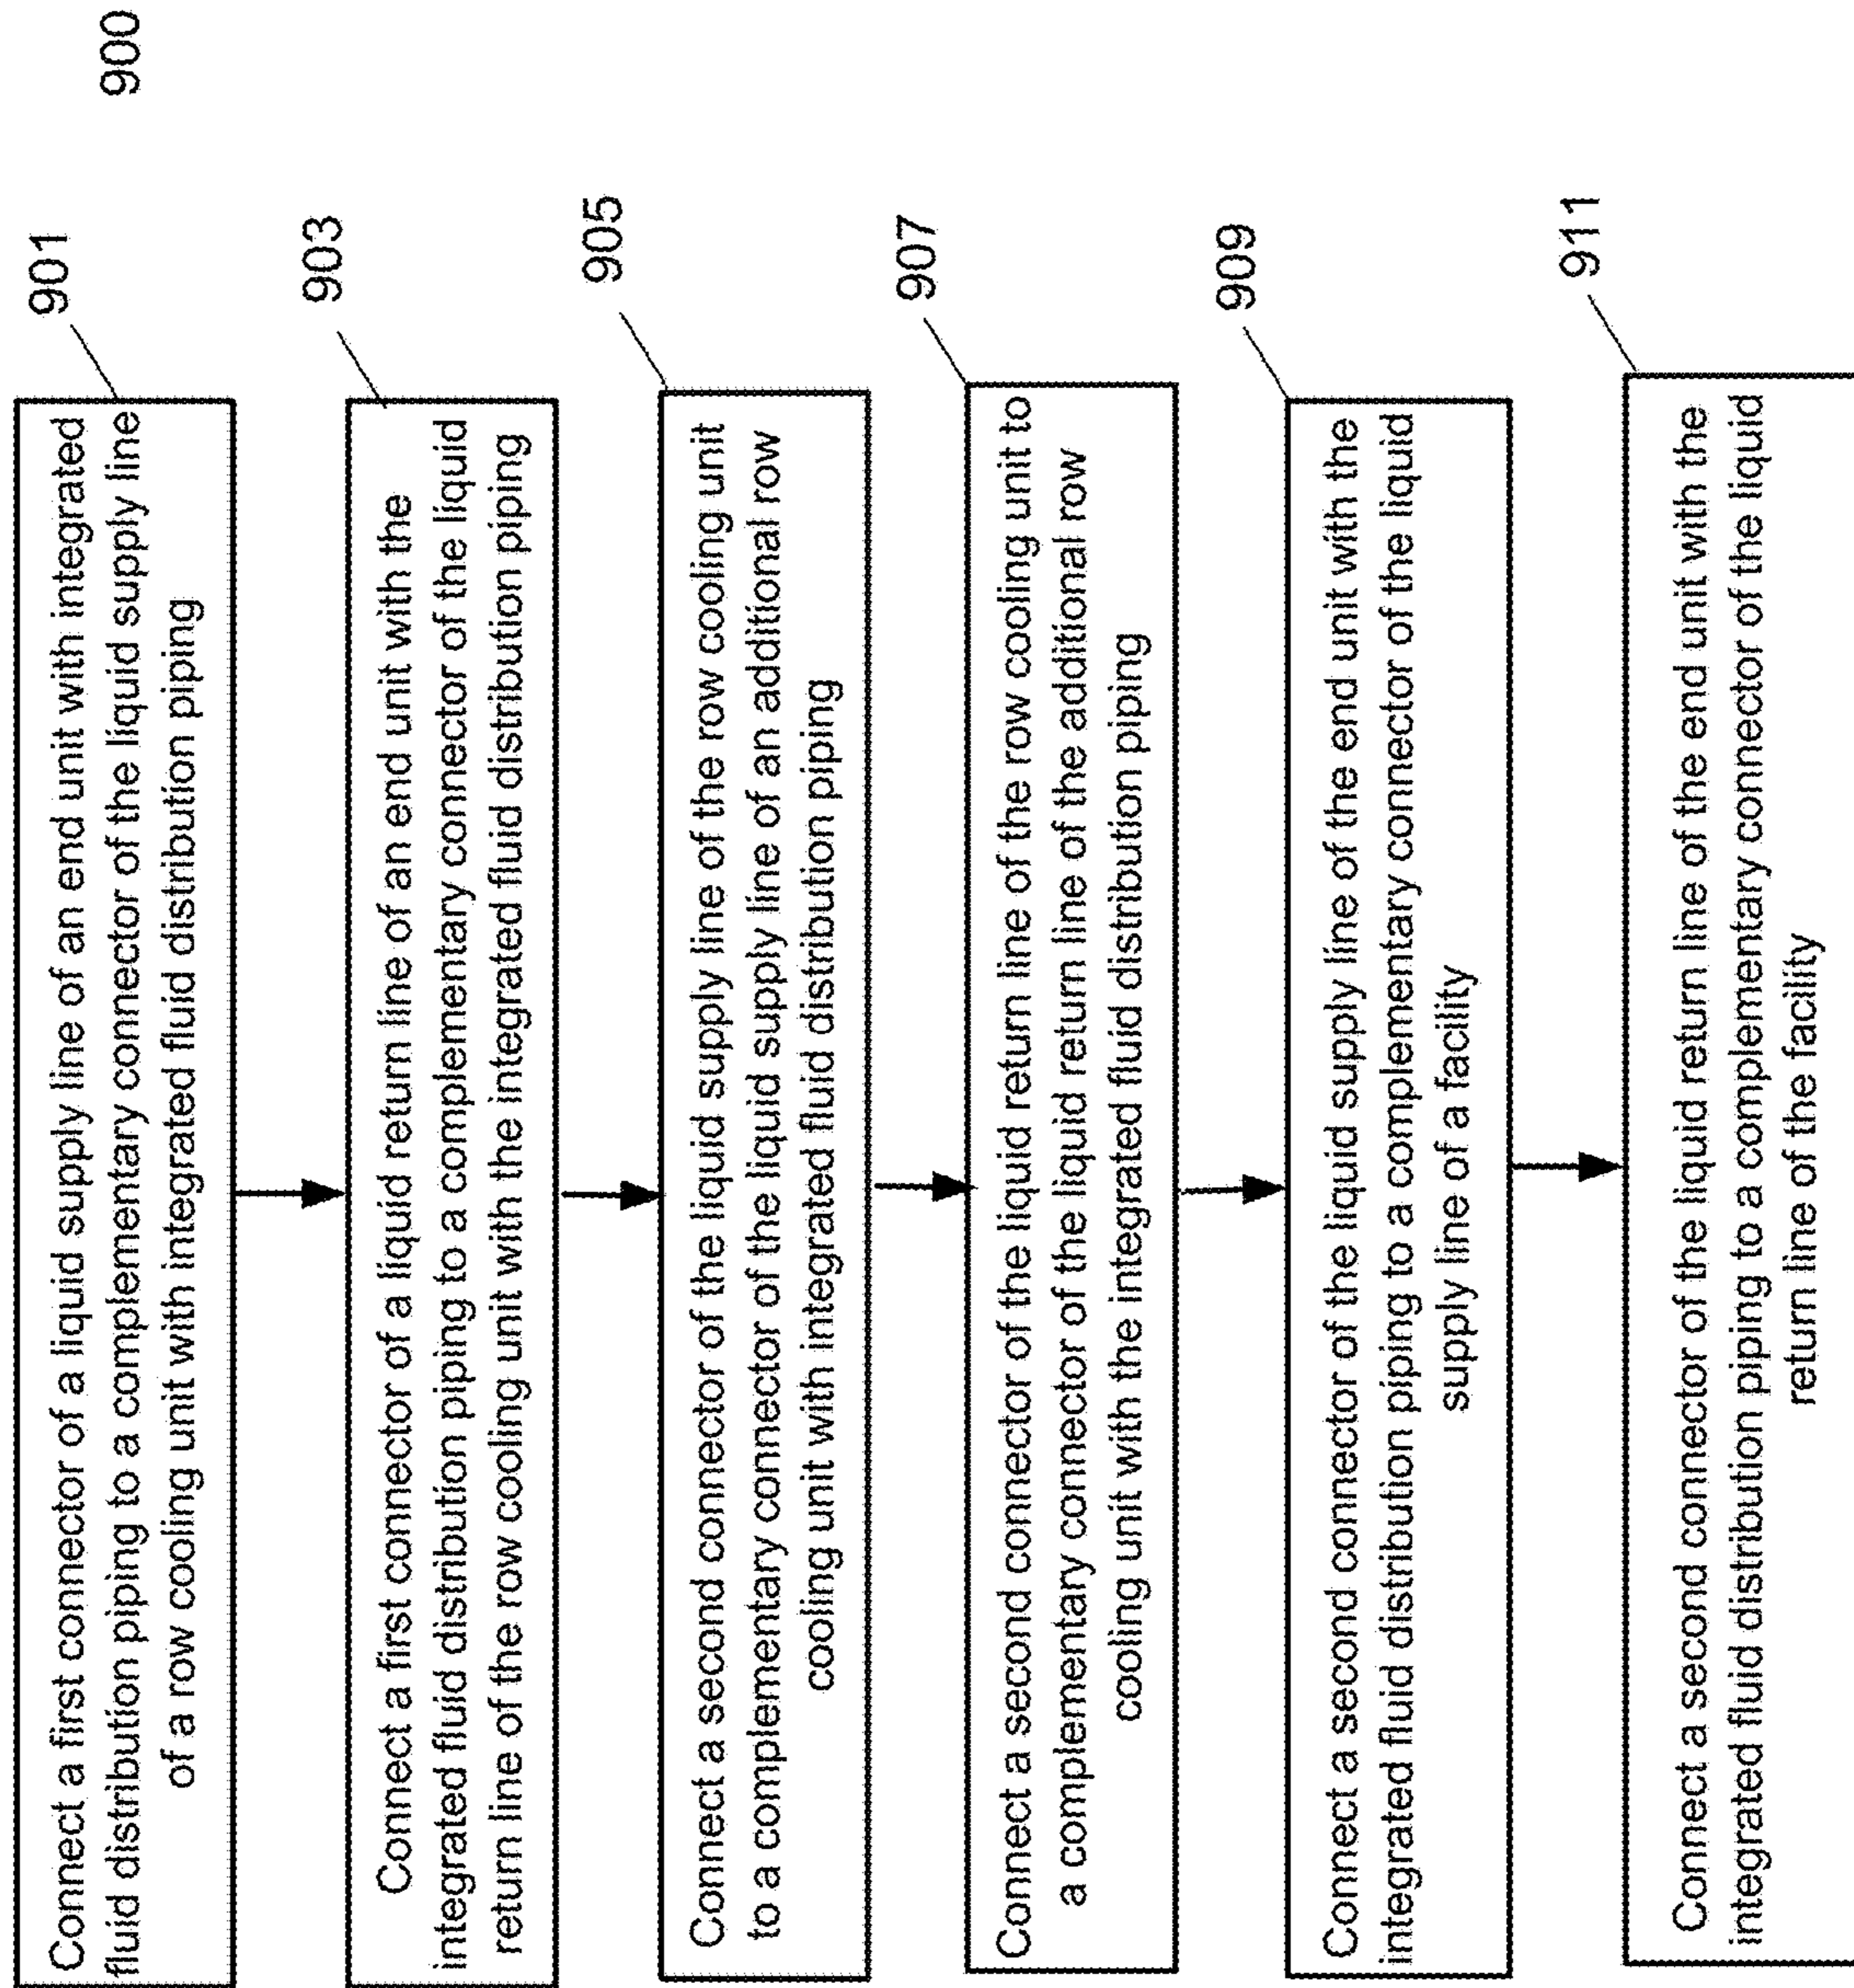 900
901
Connect a first connector of a liquid supply line of an end unit with integrated
fluid distribution piping to a complementary connector of the liquid supply line
of a row cooling unit with integrated fluid distribution piping
903
Connect a first connector of a liquid return line of an end unit with the
integrated fluid distribution piping to a complementary connector of the liquid
return line of the row cooling unit with the integrated fluid distribution piping
905
Connect a second connector of the liquid supply line of the row cooling unit
to a complementary connector of the liquid supply line of an additional row
cooling unit with integrated fluid distribution piping
907
Connect a second connector of the liquid return line of the row cooling unit to
a complementary connector of the liquid return line of the additional row
cooling unit with the integrated fluid distribution piping
909
Connect a second connector of the liquid supply line of the end unit with the
integrated fluid distribution piping to a complementary connector of the liquid
supply line of a facility
911
Connect a second connector of the liquid return line of the end unit with the
integrated fluid distribution piping to a complementary connector of the liquid
return line of the facility